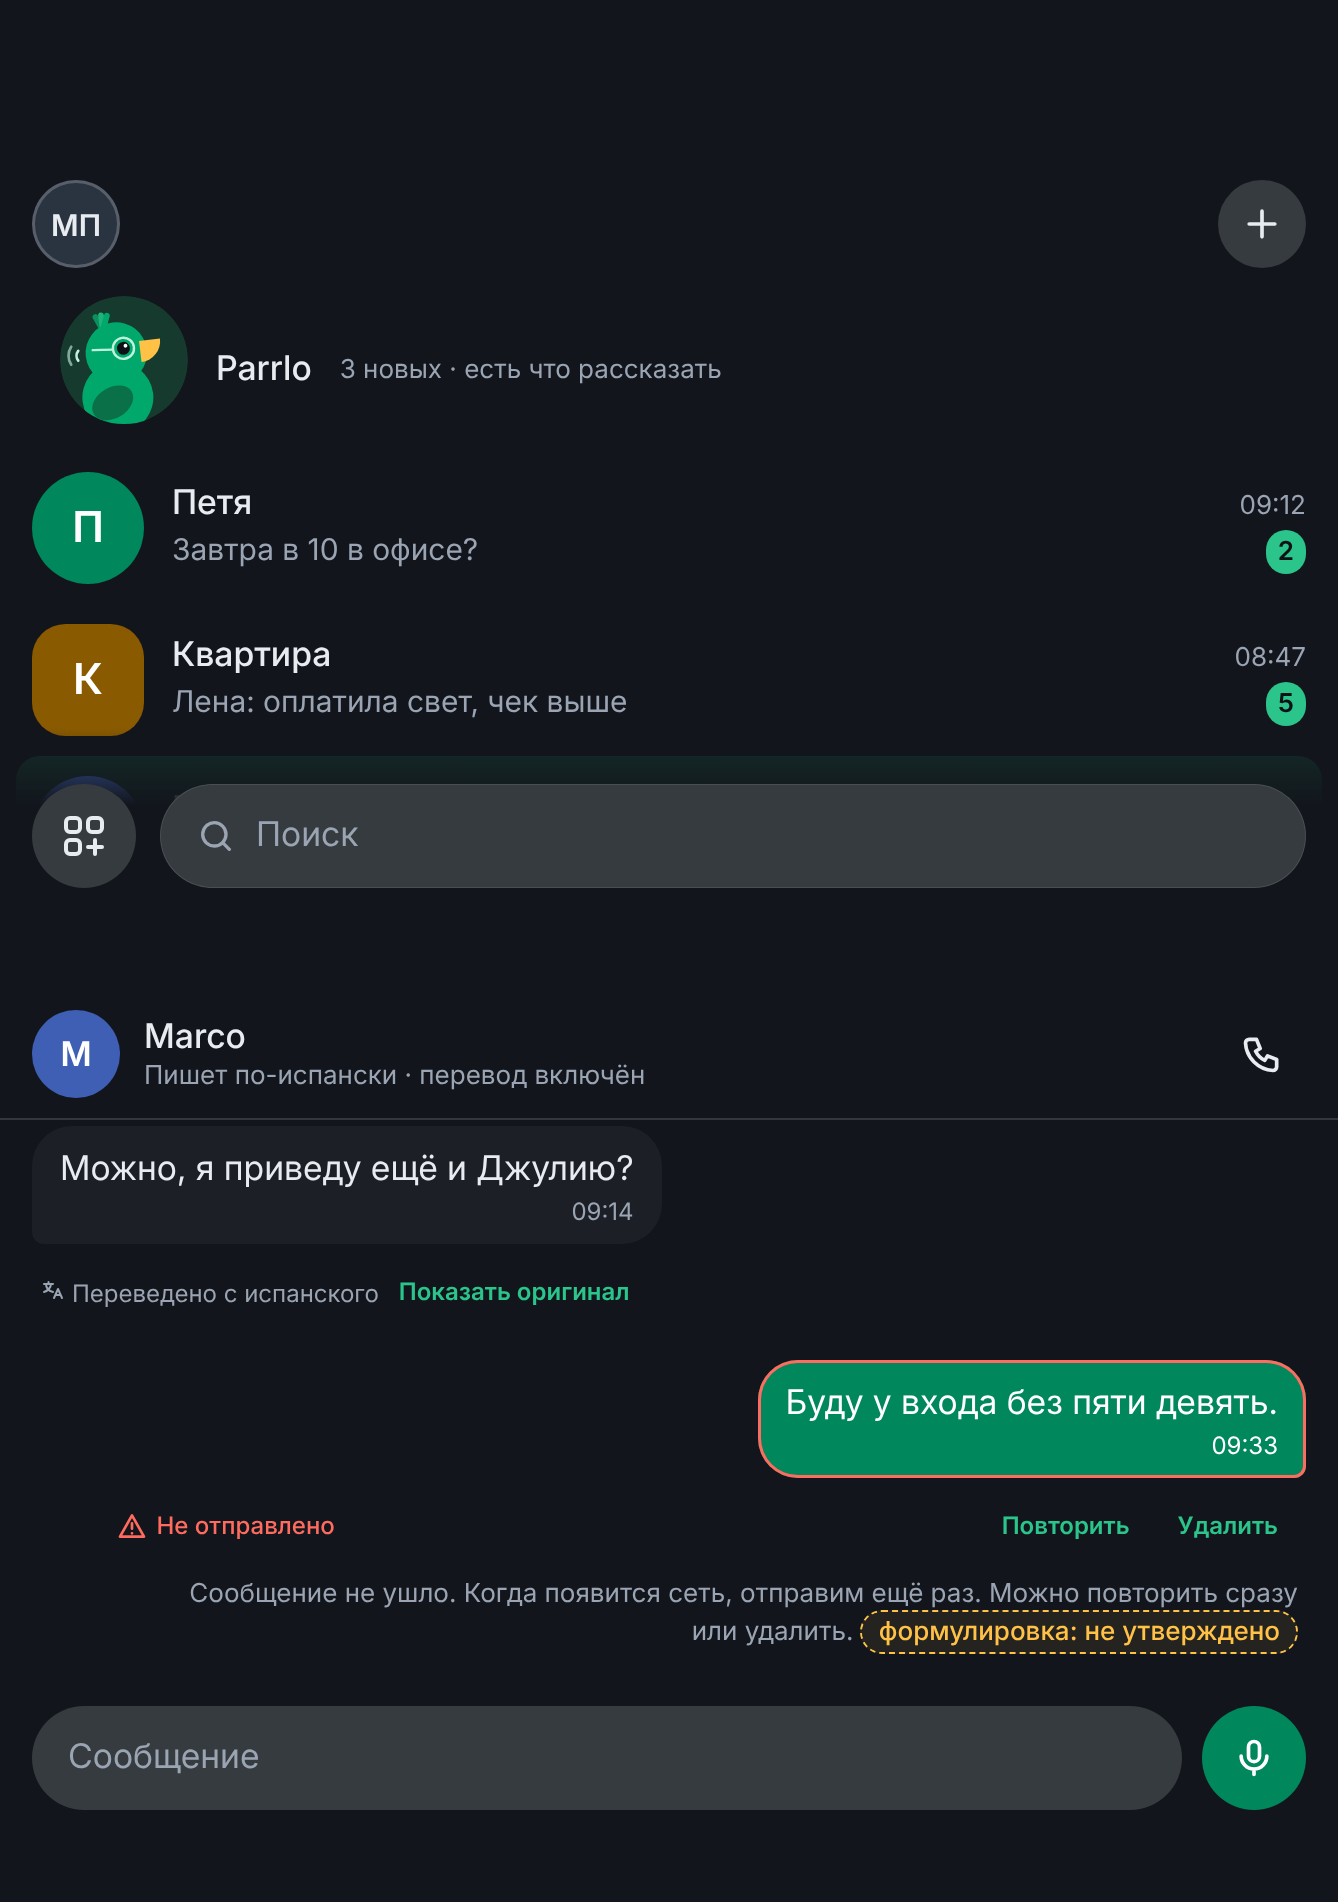 МП
Parrlo 3 новых · есть что рассказать
П
Петя
09:12
Завтра в 10 в офисе?
2
К
Квартира
08:47
Лена: оплатила свет, чек выше
5
Поиск
M
Marco
Пишет по-испански · перевод включён
Можно, я приведу ещё и Джулию?
09:14
Переведено с испанского Показать оригинал
Буду у входа без пяти девять.
09:33
Не отправлено Повторить Удалить
Сообщение не ушло. Когда появится сеть, отправим ещё раз. Можно повторить сразу
или удалить. формулировка: не утверждено
Сообщение